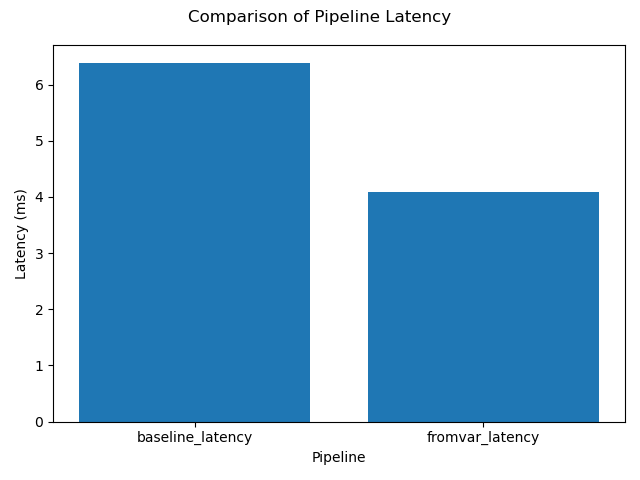 Comparison of Pipeline Latency
Latency (ms)
6
5
4
3
2
1
0
baseline_latency
fromvar_latency
Pipeline